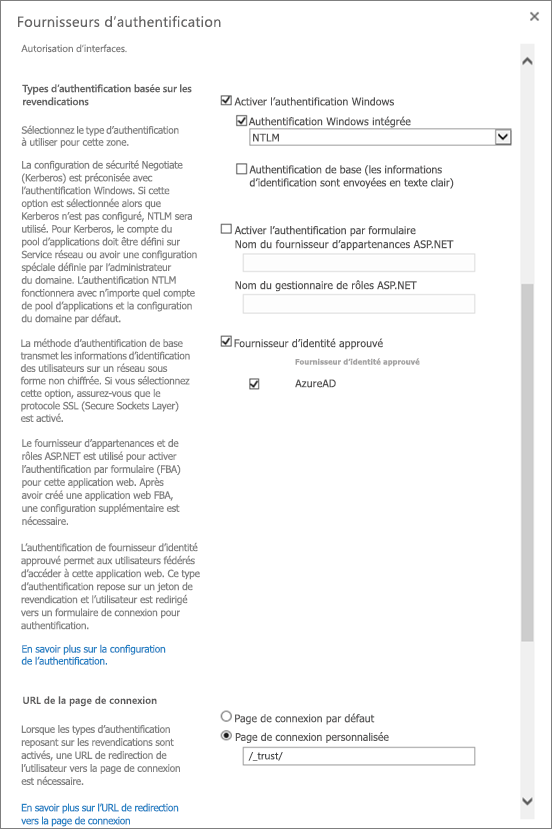 Fournisseurs d'authentification
Autorisation d'interfaces.
Types d'authentification basée sur les
revendications
Sélectionnez le type d'authentification
à utiliser pour cette zone.
La configuration de sécurité Negotiate
(Kerberos) est préconisée avec
l'authentification Windows. Si cette
option est sélectionnée alors que
Kerberos n'est pas configuré, NTLM sera
utilisé. Pour Kerberos, le compte du
pool d'applications doit être défini sur
Service réseau ou avoir une configuration
spéciale définie par l'administrateur
du domaine. L'authentification NTLM
fonctionnera avec n'importe quel compte
de pool d'applications et la configuration
du domaine par défaut.
La méthode d'authentification de base
transmet les informations d'identification
des utilisateurs sur un réseau sous
forme non chiffrée. Si vous sélectionnez
cette option, assurez-vous que le
protocole SSL (Secure Sockets Layer)
est activé.
Le fournisseur d'appartenances et de
rôles ASP.NET est utilisé pour activer
l'authentification par formulaire (FBA)
pour cette application web. Après
avoir créé une application web FBA,
une configuration supplémentaire est
nécessaire.
L'authentification de fournisseur d'identité
approuvé permet aux utilisateurs fédérés
d'accéder à cette application web. Ce type
d'authentification repose sur un jeton de
revendication et l'utilisateur est redirigé
vers un formulaire de connexion pour
authentification.
En savoir plus sur la configuration
de l'authentification.
Activer l'authentification Windows
Authentification Windows intégrée
NTLM
Authentification de base (les informations
d'identification sont envoyées en texte clair)
Activer l'authentification par formulaire
Nom du fournisseur d'appartenances ASP.NET
Nom du gestionnaire de rôles ASP.NET
Fournisseur d'identité approuvé
Fournisseur d'identité approuvé
AzureAD
URL de la page de connexion
Lorsque les types d'authentification
reposant sur les revendications sont
activés, une URL de redirection de
l'utilisateur vers la page de connexion
est nécessaire.
En savoir plus sur l'URL de redirection
vers la page de connexion
Page de connexion par défaut
Page de connexion personnalisée
/_trust/